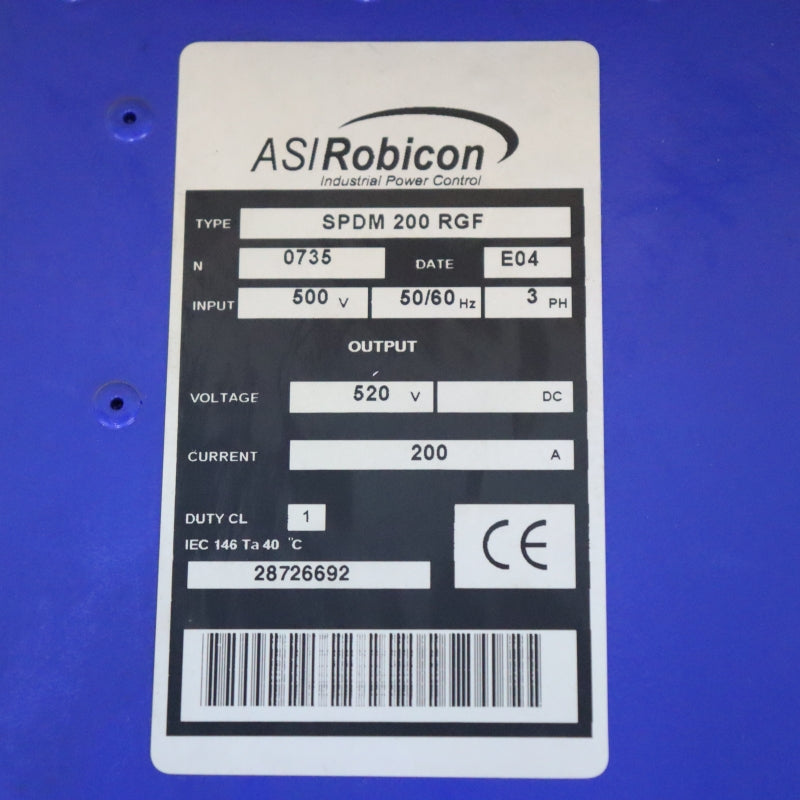 ASIRobicon
Industrial Power Control
TYPE SPDM 200 RGF
N 0735 DATE E04
INPUT 500 V 50/60 Hz 3 PH
OUTPUT
VOLTAGE 520 V DC
CURRENT 200 A
DUTY CL 1
IEC 146 Ta 40 °C
28726692
CE